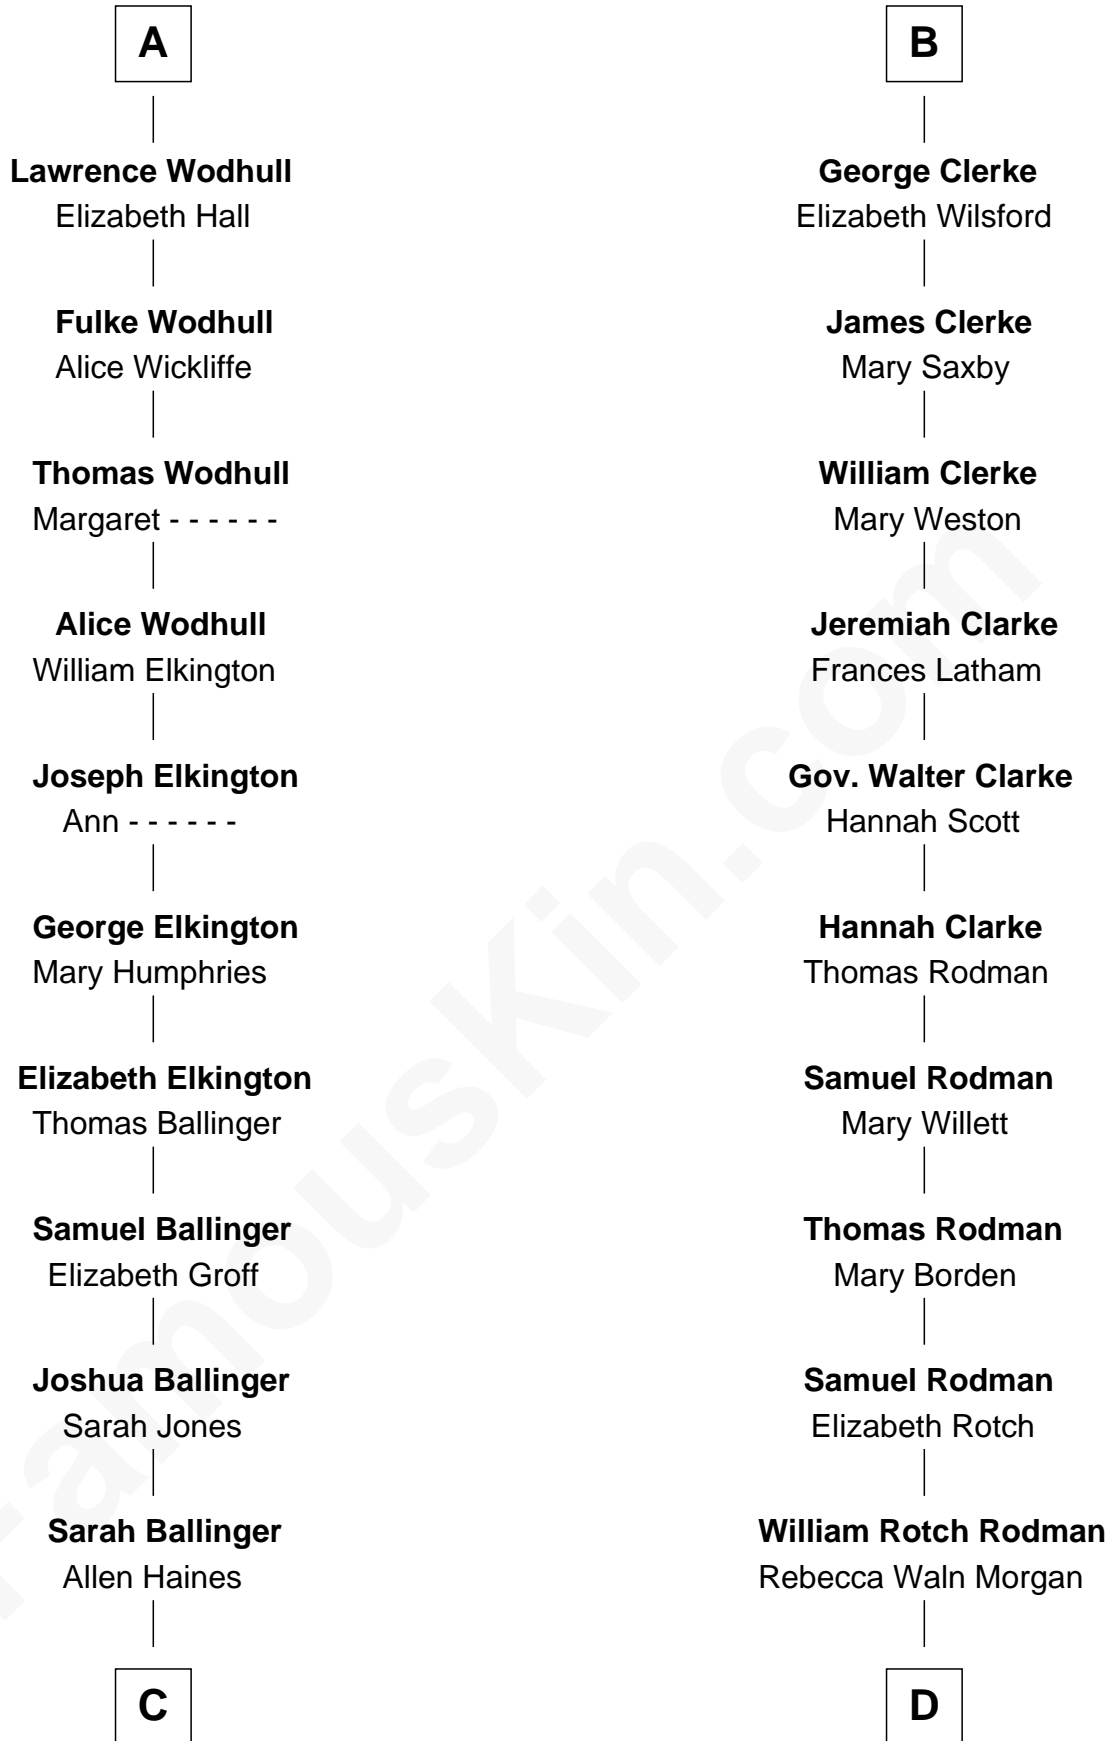 A
Lawrence Wodhull
Elizabeth Hall
Fulke Wodhull
Alice Wickliffe
Thomas Wodhull
Margaret - - - - - -
Alice Wodhull
William Elkington
Joseph Elkington
Ann - - - - - -
George Elkington
Mary Humphries
Elizabeth Elkington
Thomas Ballinger
Samuel Ballinger
Elizabeth Groff
Joshua Ballinger
Sarah Jones
Sarah Ballinger
Allen Haines
C
B
George Clerke
Elizabeth Wilsford
James Clerke
Mary Saxby
William Clerke
Mary Weston
Jeremiah Clarke
Frances Latham
Gov. Walter Clarke
Hannah Scott
Hannah Clarke
Thomas Rodman
Samuel Rodman
Mary Willett
Thomas Rodman
Mary Borden
Samuel Rodman
Elizabeth Rotch
William Rotch Rodman
Rebecca Waln Morgan
D
FamousKin.com